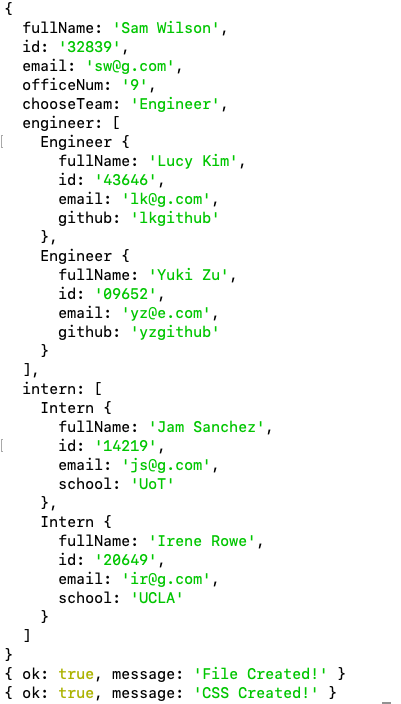 {
  fullName: 'Sam Wilson',
  id: '32839',
  email: 'sw@g.com',
  officeNum: '9',
  chooseTeam: 'Engineer',
  engineer: [
    Engineer {
      fullName: 'Lucy Kim',
      id: '43646',
      email: 'lk@g.com',
      github: 'lkgithub'
    },
    Engineer {
      fullName: 'Yuki Zu',
      id: '09652',
      email: 'yz@e.com',
      github: 'yzgithub'
    }
  ],
  intern: [
    Intern {
      fullName: 'Jam Sanchez',
      id: '14219',
      email: 'js@g.com',
      school: 'UoT'
    },
    Intern {
      fullName: 'Irene Rowe',
      id: '20649',
      email: 'ir@g.com',
      school: 'UCLA'
    }
  ]
}
{ ok: true, message: 'File Created!' }
{ ok: true, message: 'CSS Created!' }